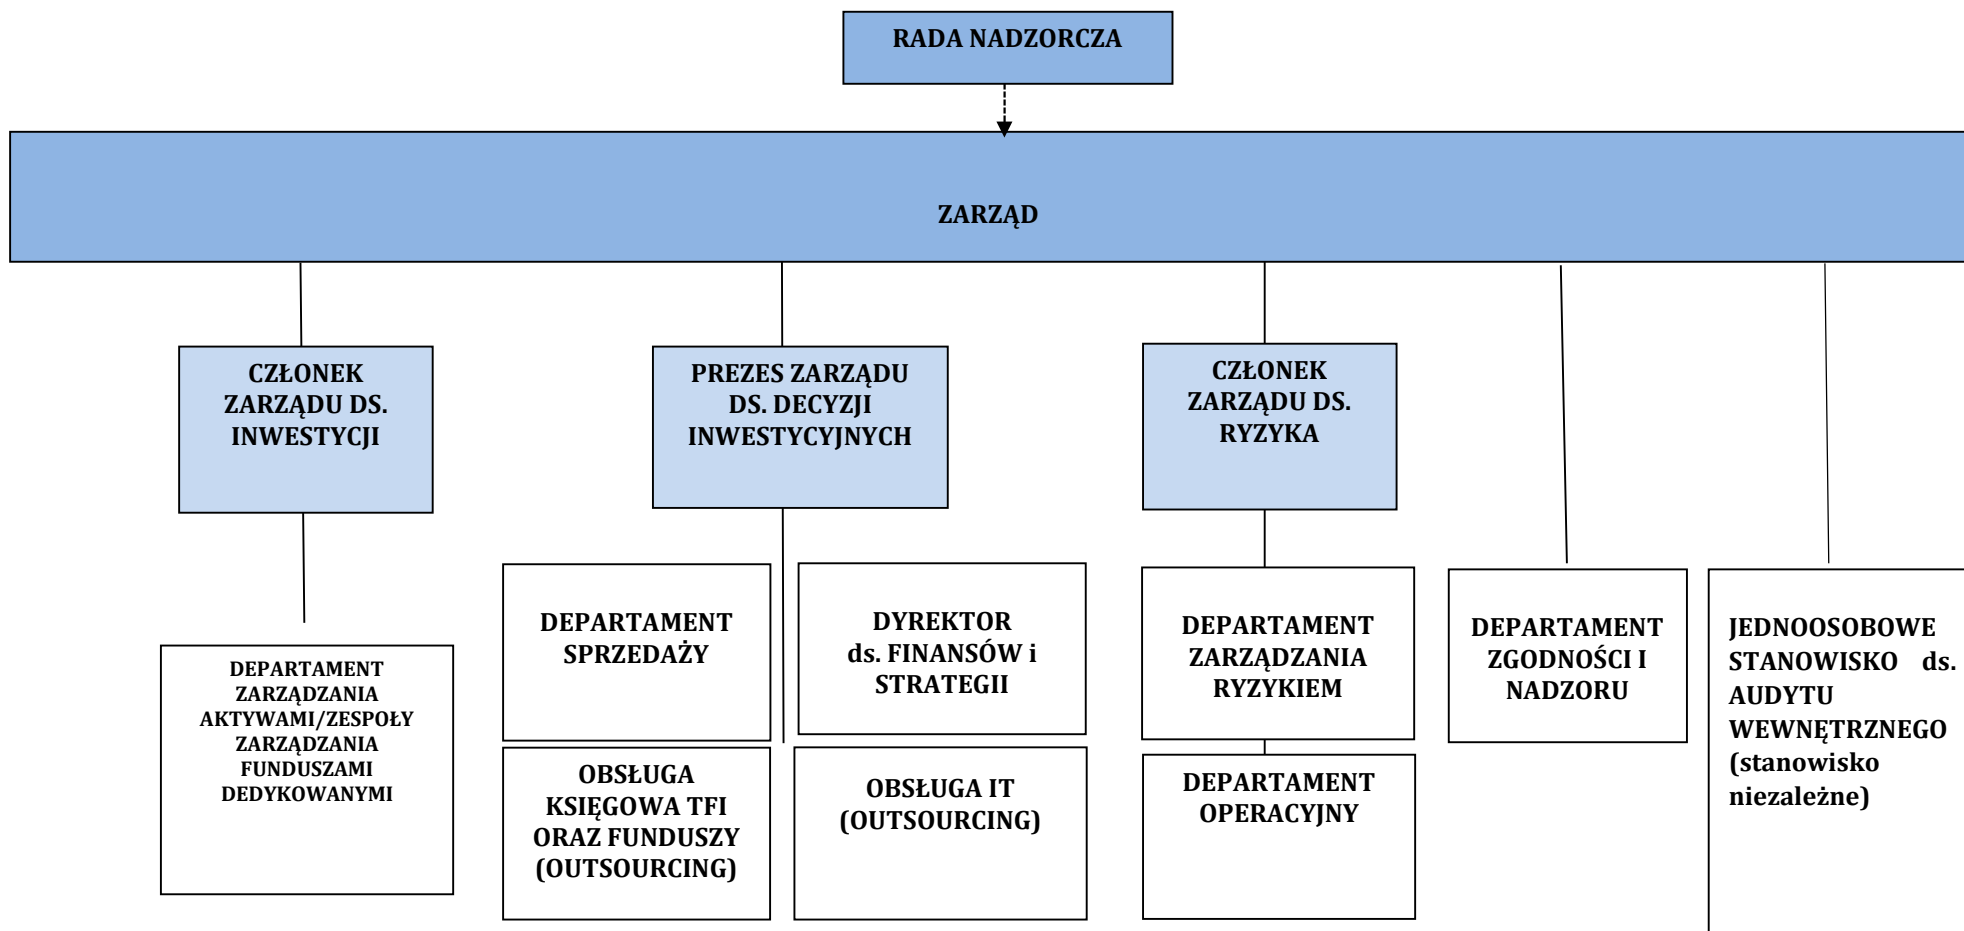 RADA NADZORCZA
ZARZĄD
CZŁONEK
ZARZĄDU DS.
INWESTYCJI
PREZES ZARZĄDU
DS. DECYZJI
INWESTYCYJNYCH
CZŁONEK
ZARZĄDU DS.
RYZYKA
DEPARTAMENT
ZARZĄDZANIA
AKTYWAMI/ZESPOŁY
ZARZĄDZANIA
FUNDUSZAMI
DEDYKOWANYMI
DEPARTAMENT
SPRZEDAŻY
DYREKTOR
ds. FINANSÓW i
STRATEGII
OBSŁUGA
KSIĘGOWA TFI
ORAZ FUNDUSZY
(OUTSOURCING)
OBSŁUGA IT
(OUTSOURCING)
DEPARTAMENT
ZARZĄDZANIA
RYZYKIEM
DEPARTAMENT
OPERACYJNY
DEPARTAMENT
ZGODNOŚCI I
NADZORU
JEDNOOSOBOWE
STANOWISKO ds.
AUDYTU
WEWNĘTRZNEGO
(stanowisko
niezależne)